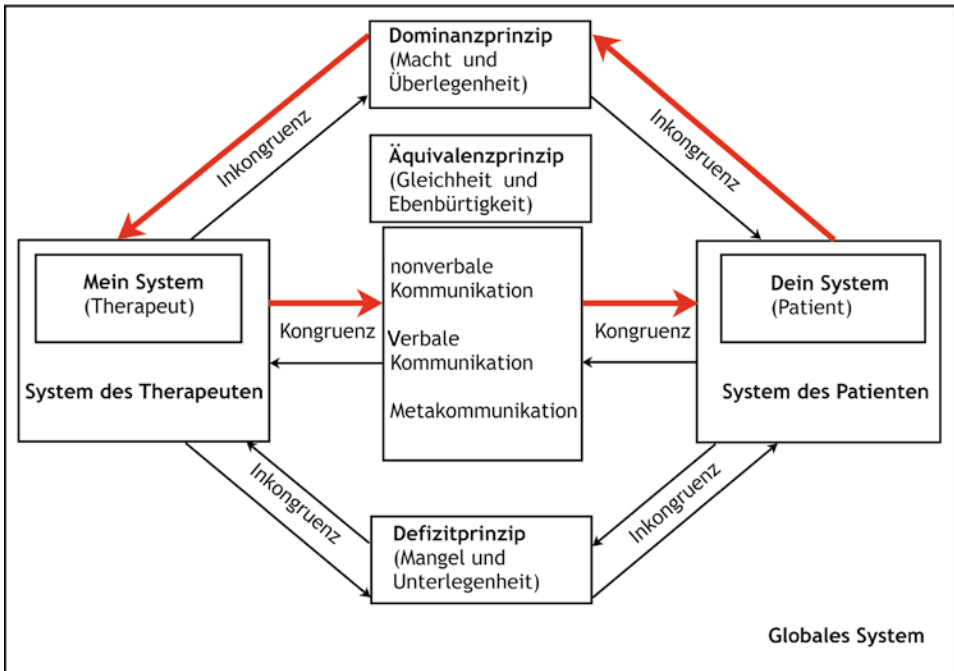 Dominanzprinzip
(Macht und
Überlegenheit)
Inkongruenz
Inkongruenz
Äquivalenzprinzip
(Gleichheit und
Ebenbürtigkeit)
Mein System
(Therapeut)
System des Therapeuten
Kongruenz
nonverbale
Kommunikation
Verbale
Kommunikation
Metakommunikation
Kongruenz
Dein System
(Patient)
System des Patienten
Inkongruenz
Inkongruenz
Defizitprinzip
(Mangel und
Unterlegenheit)
Globales System